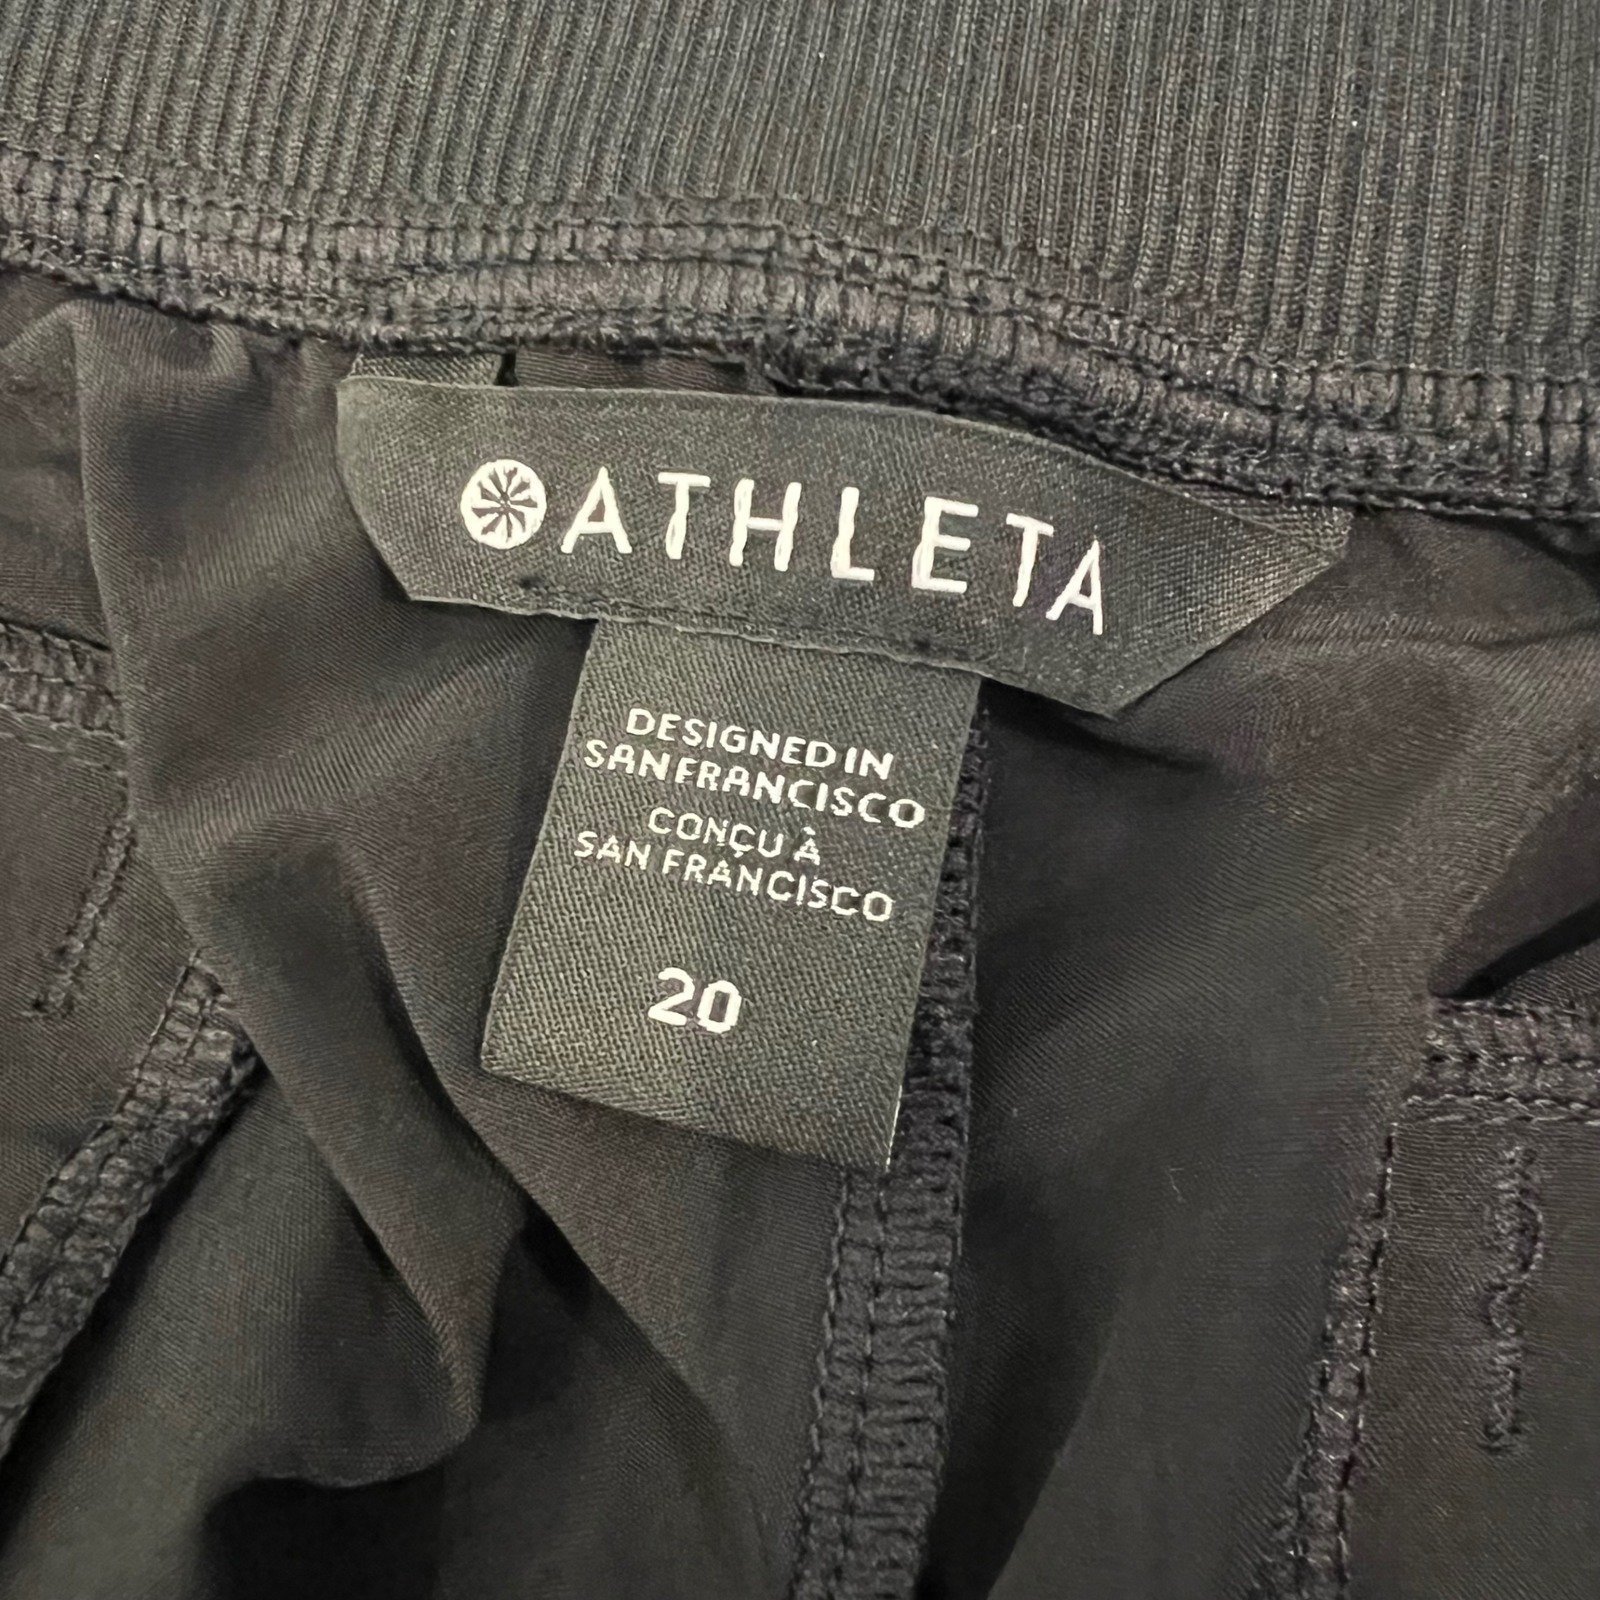 ATHLETA
DESIGNED IN
SAN FRANCISCO
CONÇU À
SAN FRANCISCO
20